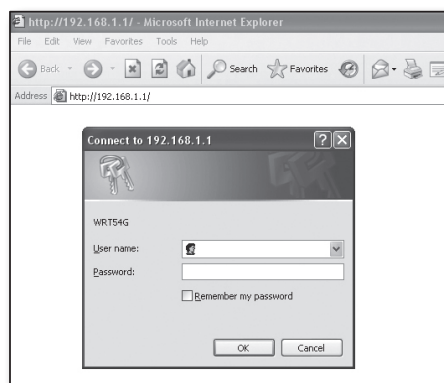 http://192.168.1.1/ - Microsoft Internet Explorer
File Edit View Favorites Tools Help
Back Search Favorites
Address http://192.168.1.1/
Connect to 192.168.1.1
WRT54G
User name:
Password:
Remember my password
OK Cancel